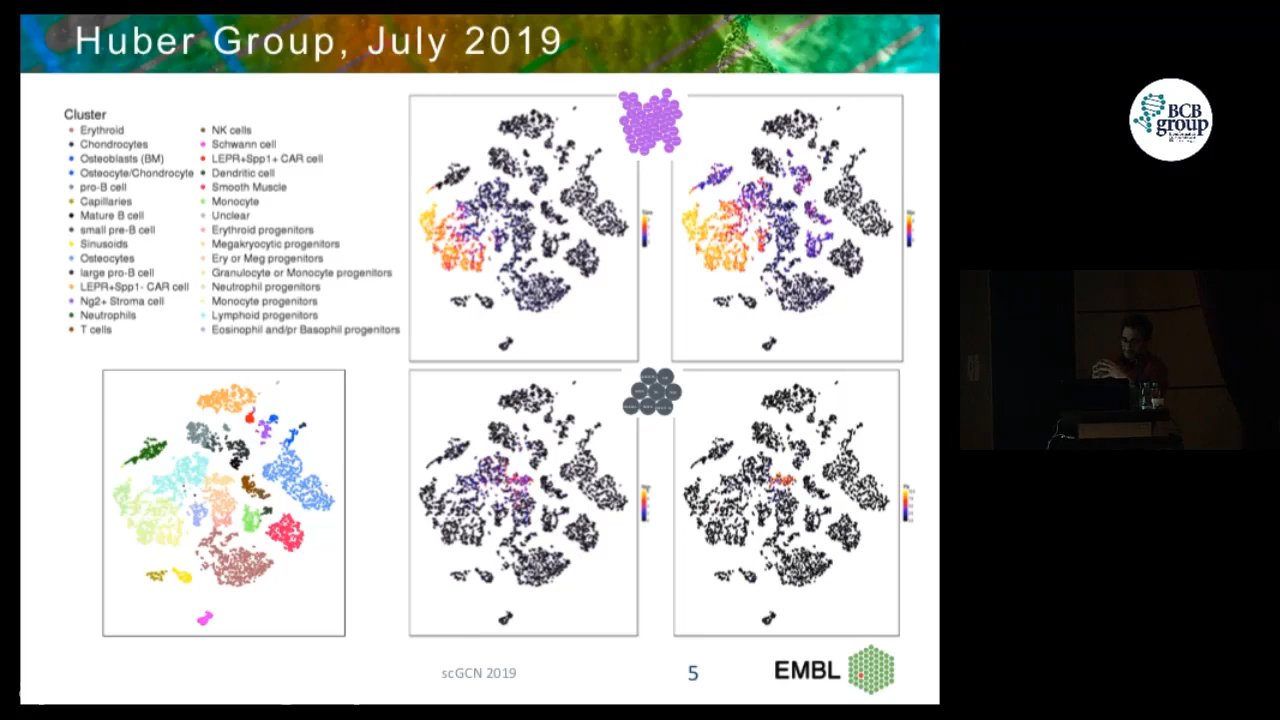 Huber Group, July 2019
Cluster
Erythroid
Chondrocytes
Osteoblasts (BM)
Osteocyte/Chondrocyte
pro-B cell
Capillaries
Mature B cell
small pre-B cell
Sinusoids
Osteocytes
large pro-B cell
LEPR+Spp1- CAR cell
Ng2+ Stroma cell
Neutrophils
T cells
NK cells
Schwann cell
LEPR+Spp1+ CAR cell
Dendritic cell
Smooth Muscle
Monocyte
Unclear
Erythroid progenitors
Megakryocytic progenitors
Ery or Meg progenitors
Granulocyte or Monocyte progenitors
Neutrophil progenitors
Monocyte progenitors
Lymphoid progenitors
Eosinophil and/pr Basophil progenitors
scGCN 2019
5
EMBL
BCB
group